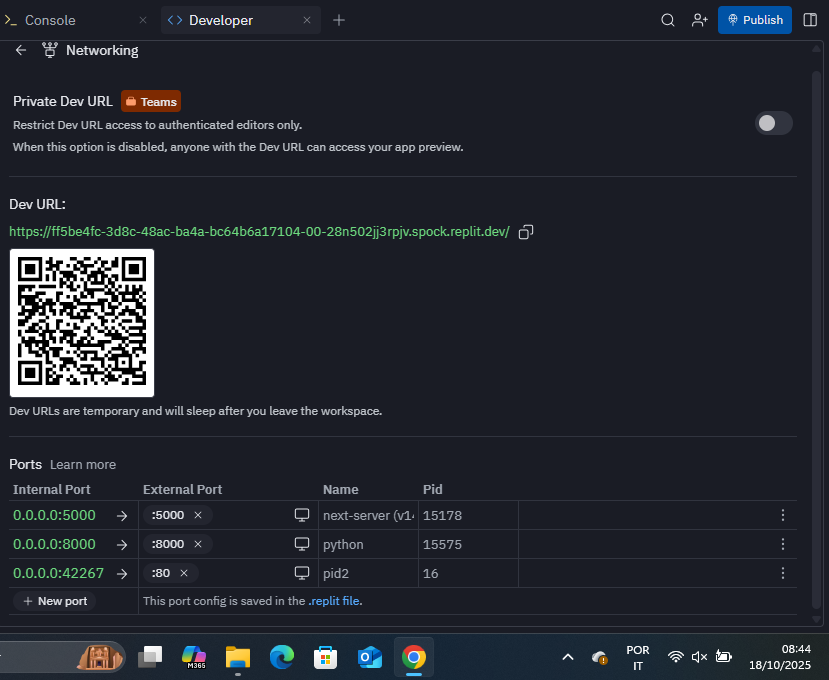 Console
Developer
Publish
Networking
Private Dev URL Teams
Restrict Dev URL access to authenticated editors only.
When this option is disabled, anyone with the Dev URL can access your app preview.
Dev URL:
https://ff5be4fc-3d8c-48ac-ba4a-bc64b6a17104-00-28n502jj3rpjv.spock.replit.dev/
Dev URLs are temporary and will sleep after you leave the workspace.
Ports Learn more
Internal Port External Port Name Pid
0.0.0.0:5000 → :5000 × next-server (v14 15178
0.0.0.0:8000 → :8000 × python 15575
0.0.0.0:42267 → :80 × pid2 16
+ New port This port config is saved in the .replit file.
M365
POR 08:44
IT 18/10/2025